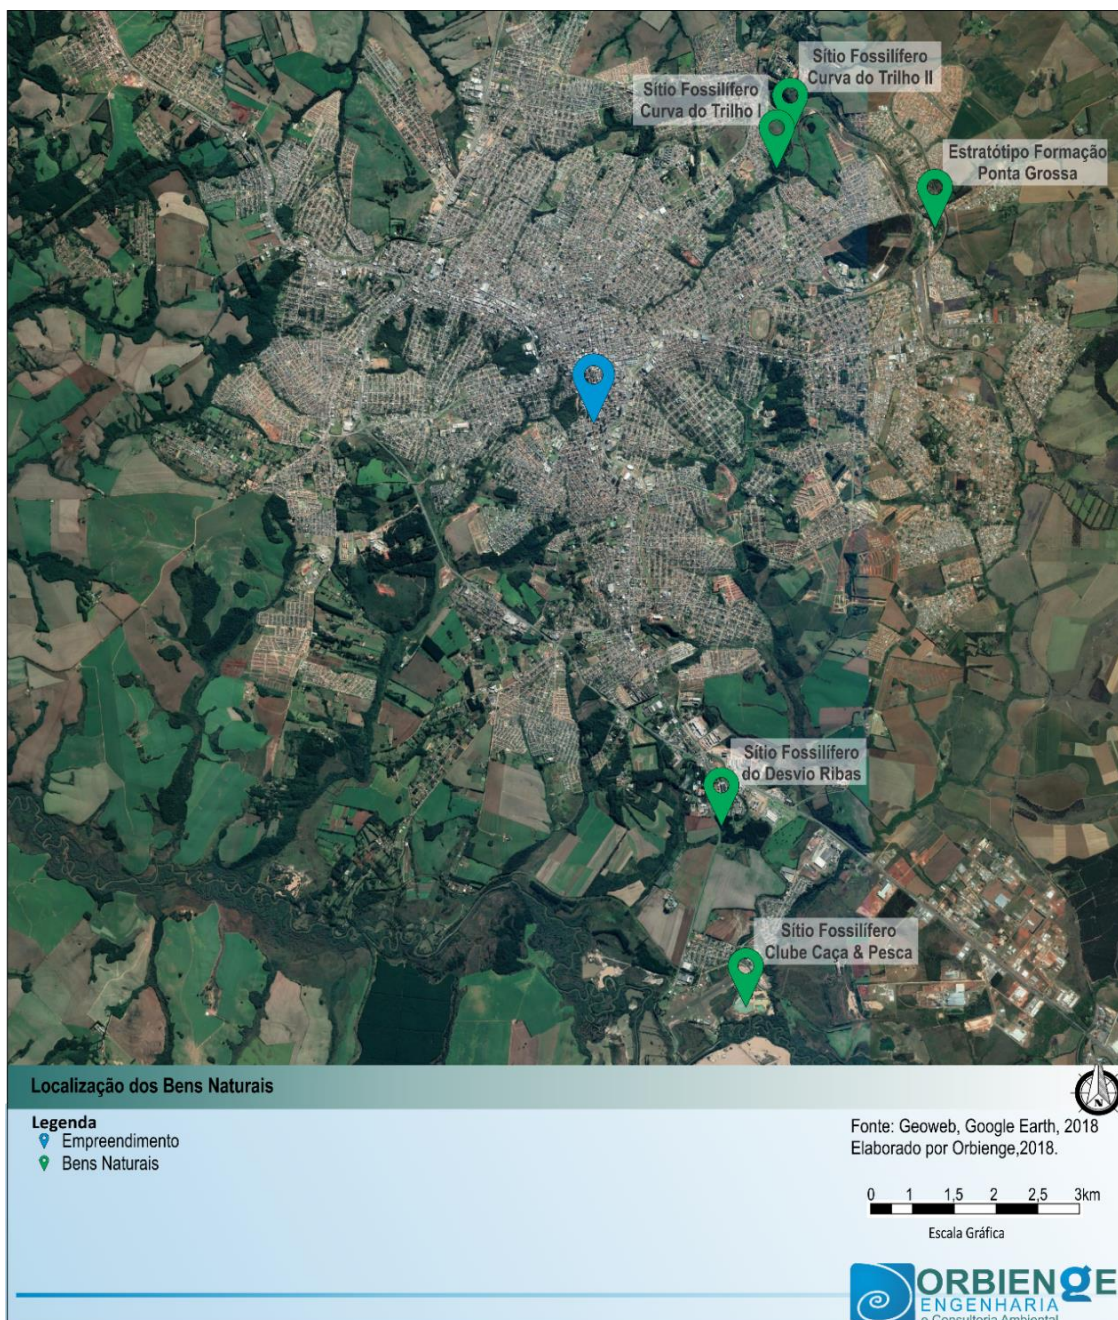 Sítio Fossilífero
Curva do Trilho II
Sítio Fossilífero
Curva do Trilho I
Estratótipo Formação
Ponta Grossa
Sítio Fossilífero
do Desvio Ribas
Sítio Fossilífero
Clube Caça & Pesca
Localização dos Bens Naturais
N
Legenda
Empreendimento
Bens Naturais
Fonte: Geoweb, Google Earth, 2018
Elaborado por Orbienge,2018.
0 1 1,5 2 2,5 3km
Escala Gráfica
ORBIENgE
ENGENHARIA
e Consultoria Ambiental